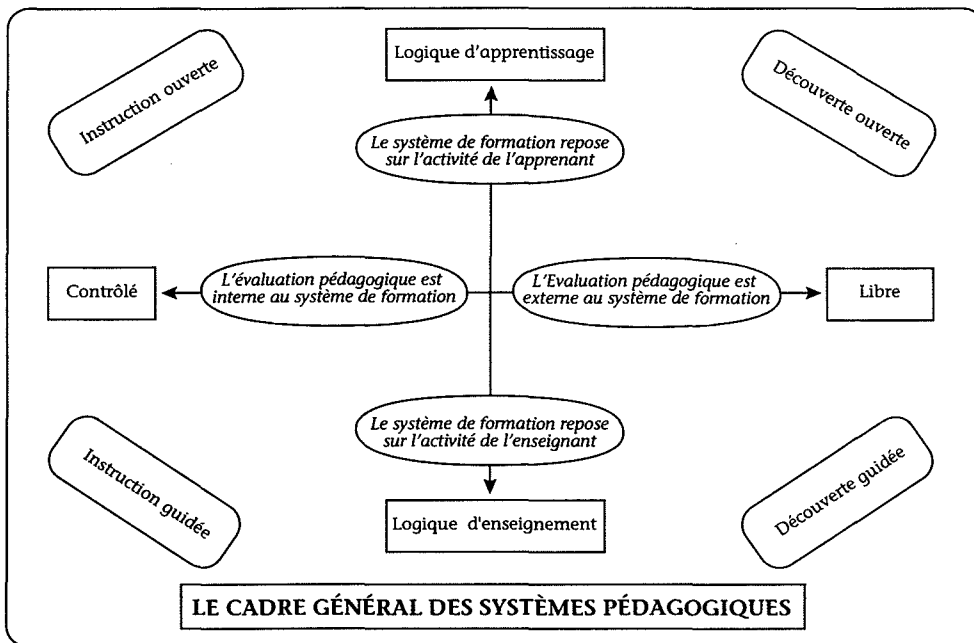 Logique d'apprentissage
Instruction ouverte
Découverte ouverte
Le système de formation repose
sur l'activité de l'apprenant
Contrôlé
L'évaluation pédagogique est
interne au système de formation
L'Evaluation pédagogique est
externe au système de formation
Libre
Le système de formation repose
sur l'activité de l'enseignant
Instruction guidée
Découverte guidée
Logique d'enseignement
LE CADRE GÉNÉRAL DES SYSTÈMES PÉDAGOGIQUES